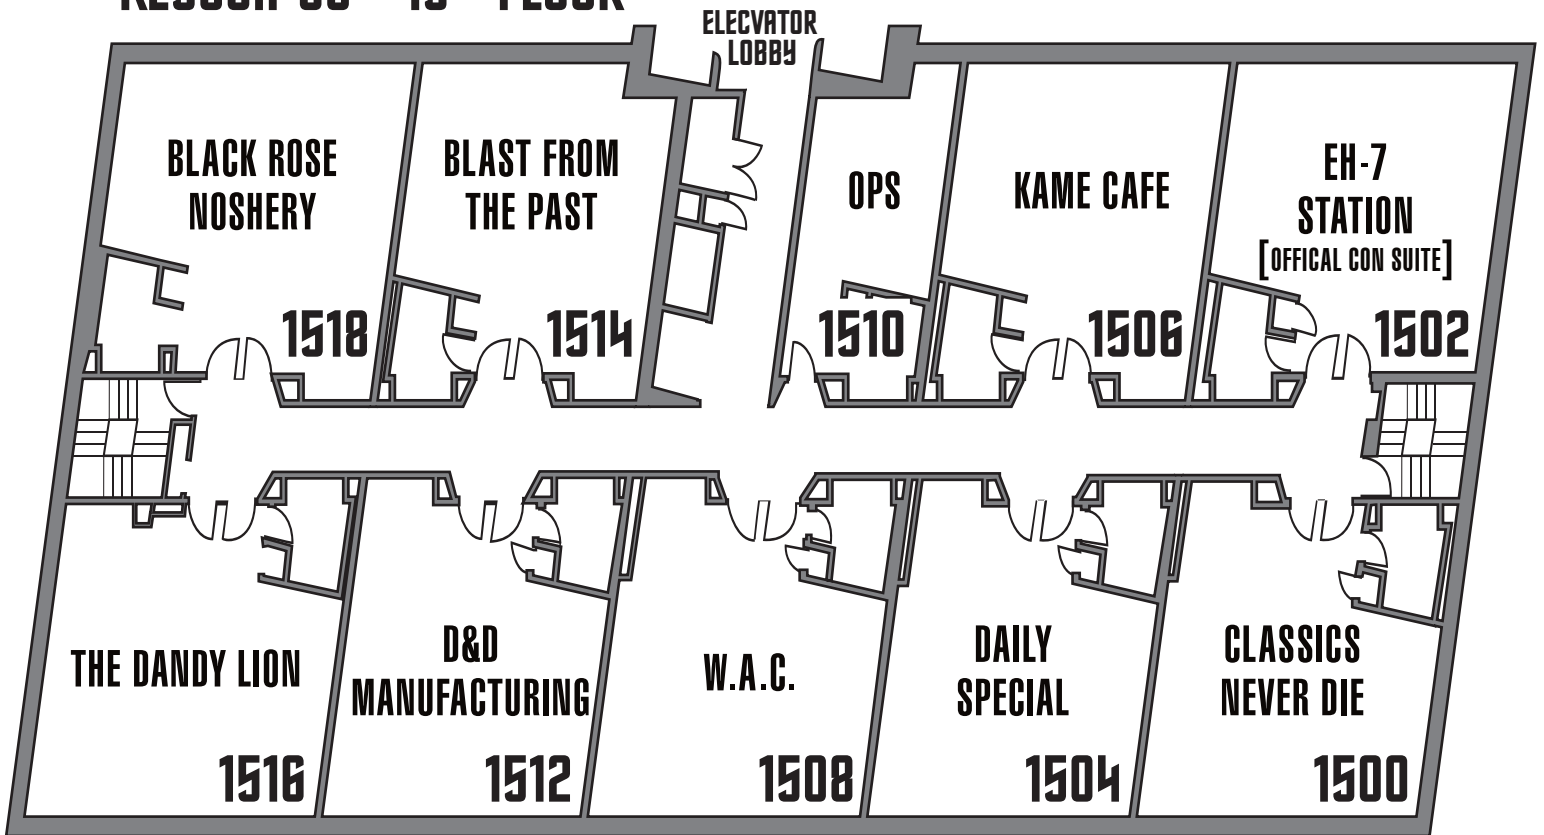 ELECVATOR
LOBBY
BLACK ROSE
NOSHERY
1518
BLAST FROM
THE PAST
1514
OPS
1510
KAME CAFE
1506
EH-7
STATION
[OFFICAL CON SUITE]
1502
THE DANDY LION
1516
D&D
MANUFACTURING
1512
W.A.C.
1508
DAILY
SPECIAL
1504
CLASSICS
NEVER DIE
1500